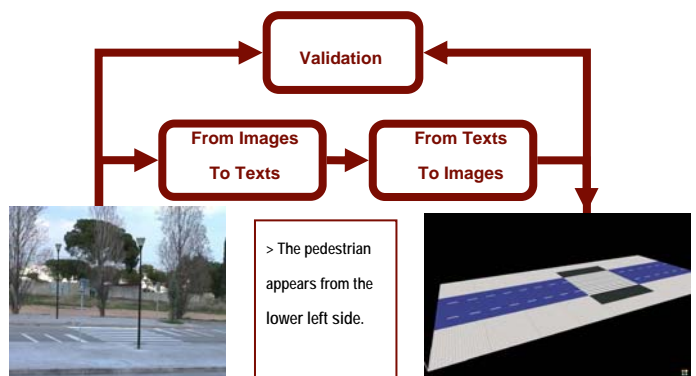 Validation
From Images
To Texts
From Texts
To Images
> The pedestrian
appears from the
lower left side.